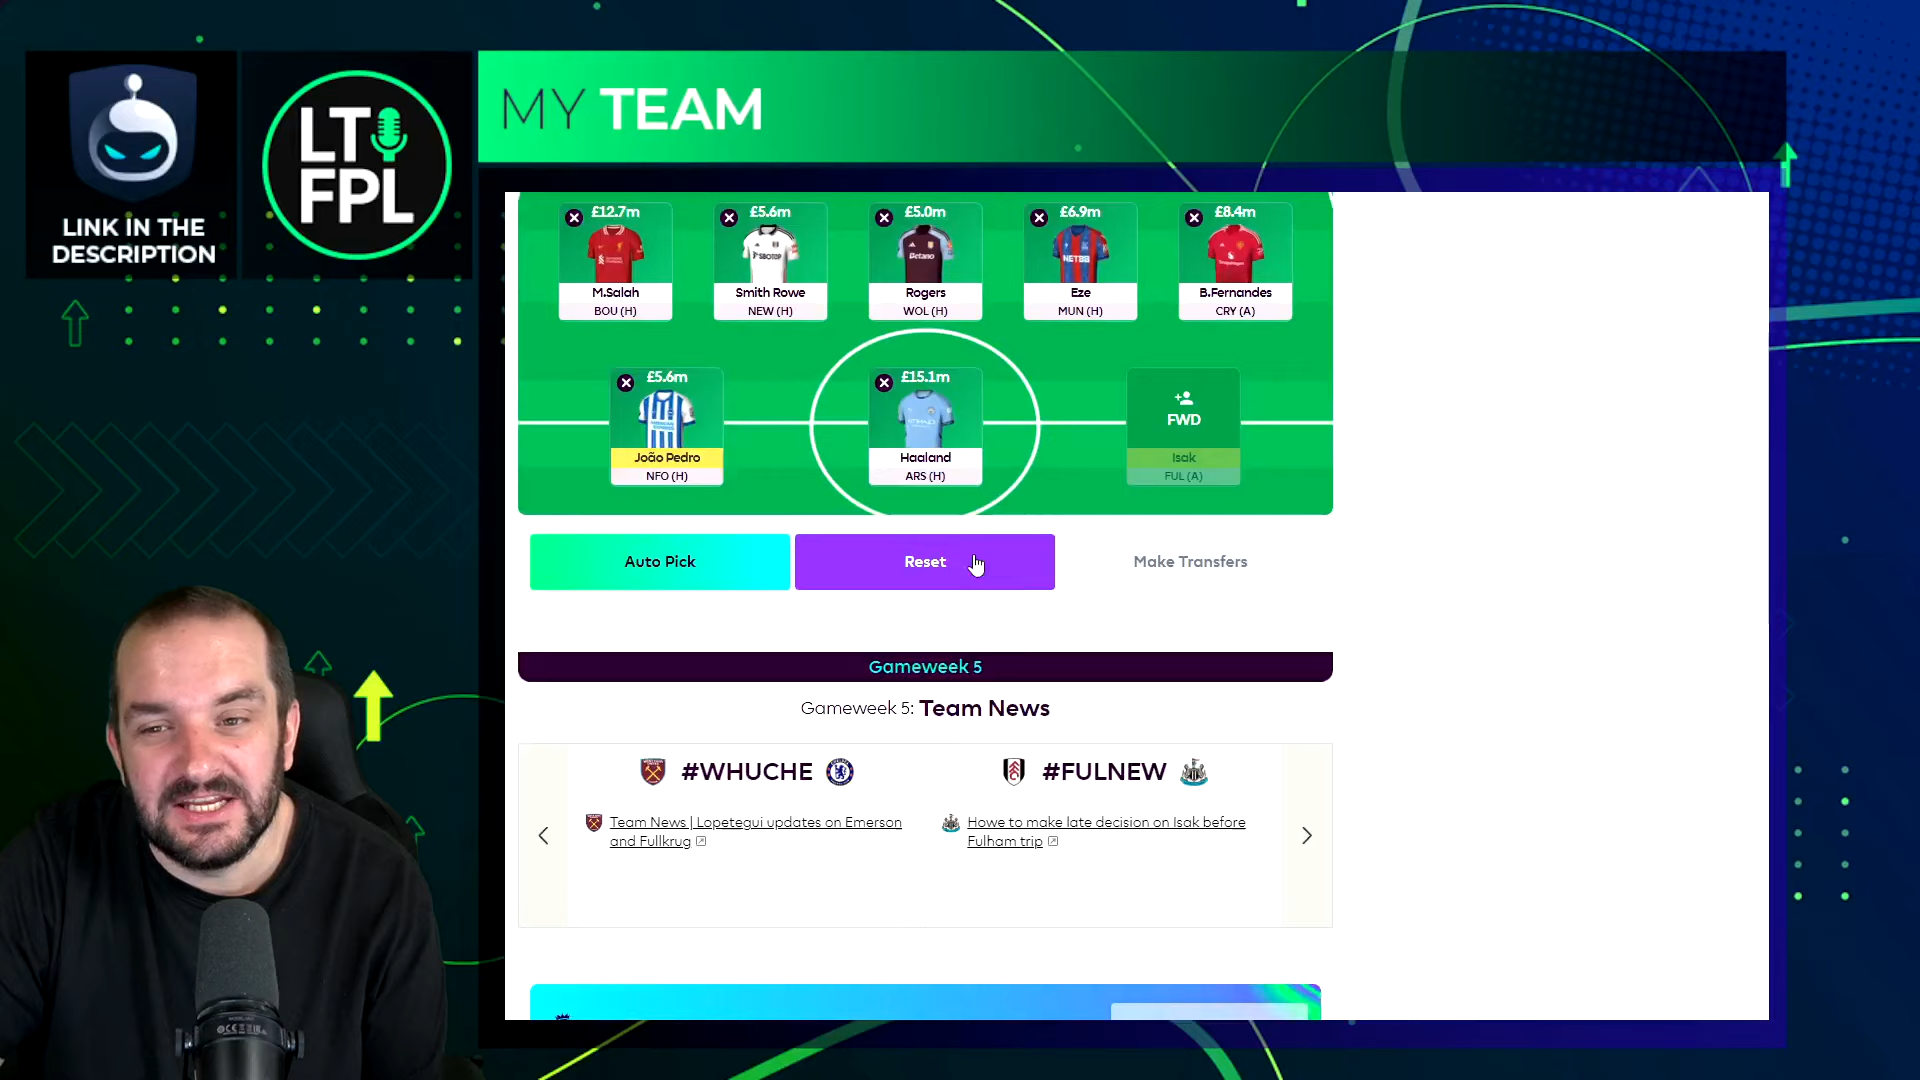 LINK IN THE
DESCRIPTION
LT
FPL
MY TEAM
£12.7m
M.Salah
BOU (H)
£5.6m
SBOTOP
Smith Rowe
NEW (H)
£5.0m
Betano
Rogers
WOL (H)
£6.9m
NET88
Eze
MUN (H)
£8.4m
B.Fernandes
CRY (A)
£5.6m
João Pedro
NFO (H)
£15.1m
Haaland
ARS (H)
FWD
Isak
FUL (A)
Auto Pick
Reset
Make Transfers
Gameweek 5
Gameweek 5: Team News
#WHUCHE
Team News | Lopetegui updates on Emerson
and Fullkrug
#FULNEW
Howe to make late decision on Isak before
Fulham trip